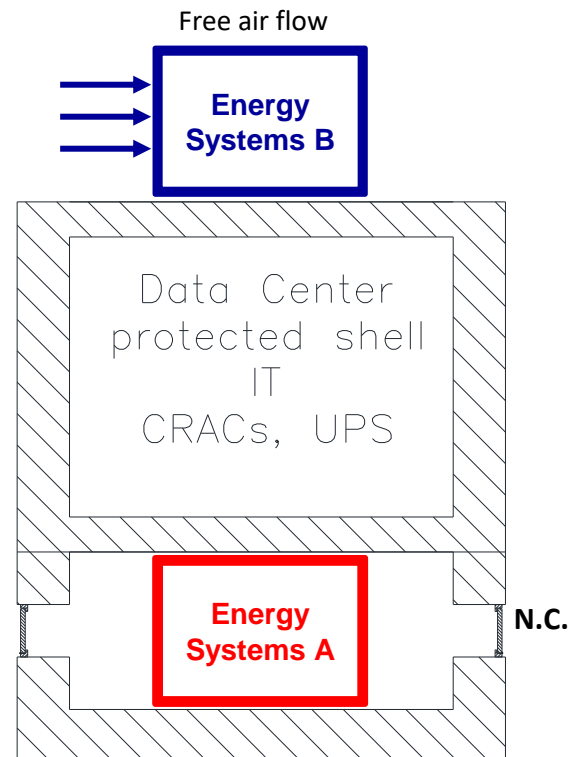 Free air flow
Energy
Systems B
Data Center
protected shell
IT
CRACs, UPS
Energy
Systems A
N.C.